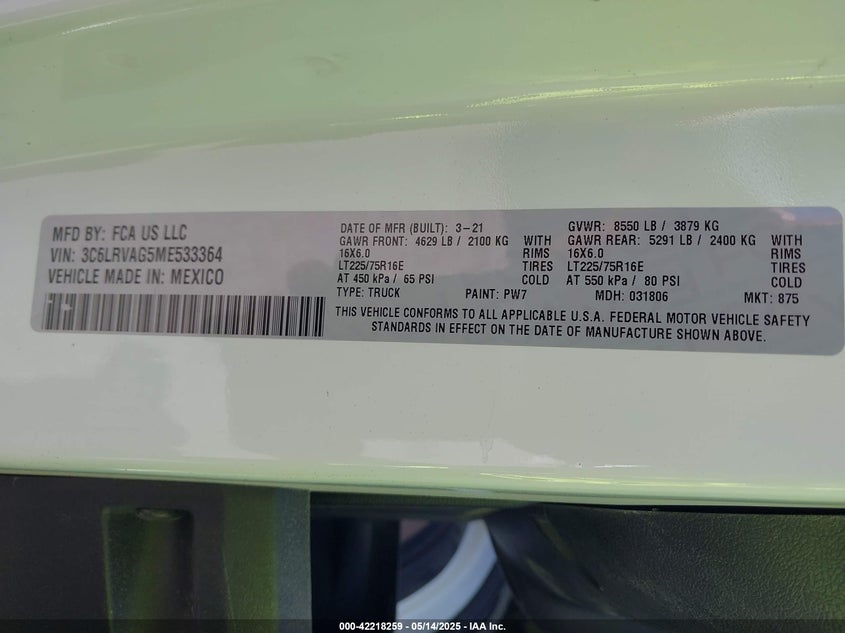 MFD BY: FCA US LLC
VIN: 3C6LRVAG5ME533364
VEHICLE MADE IN: MEXICO
DATE OF MFR (BUILT): 3-21 GVWR: 8550 LB / 3879 KG
GAWR FRONT: 4629 LB / 2100 KG WITH GAWR REAR: 5291 LB / 2400 KG WITH
16X6.0 RIMS 16X6.0 RIMS
LT225/75R16E TIRES LT225/75R16E TIRES
AT 450 kPa / 65 PSI COLD AT 550 kPa / 80 PSI COLD
TYPE: TRUCK PAINT: PW7 MDH: 031806 MKT: 875
THIS VEHICLE CONFORMS TO ALL APPLICABLE U.S.A. FEDERAL MOTOR VEHICLE SAFETY
STANDARDS IN EFFECT ON THE DATE OF MANUFACTURE SHOWN ABOVE.
000-42218259 - 05/14/2025 - IAA Inc.